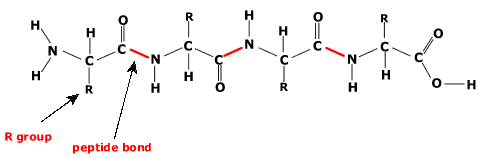 O R H O R
H H H O
N C C N C C
C N C C N C
H H H O H
R H O R H
R group
peptide bond